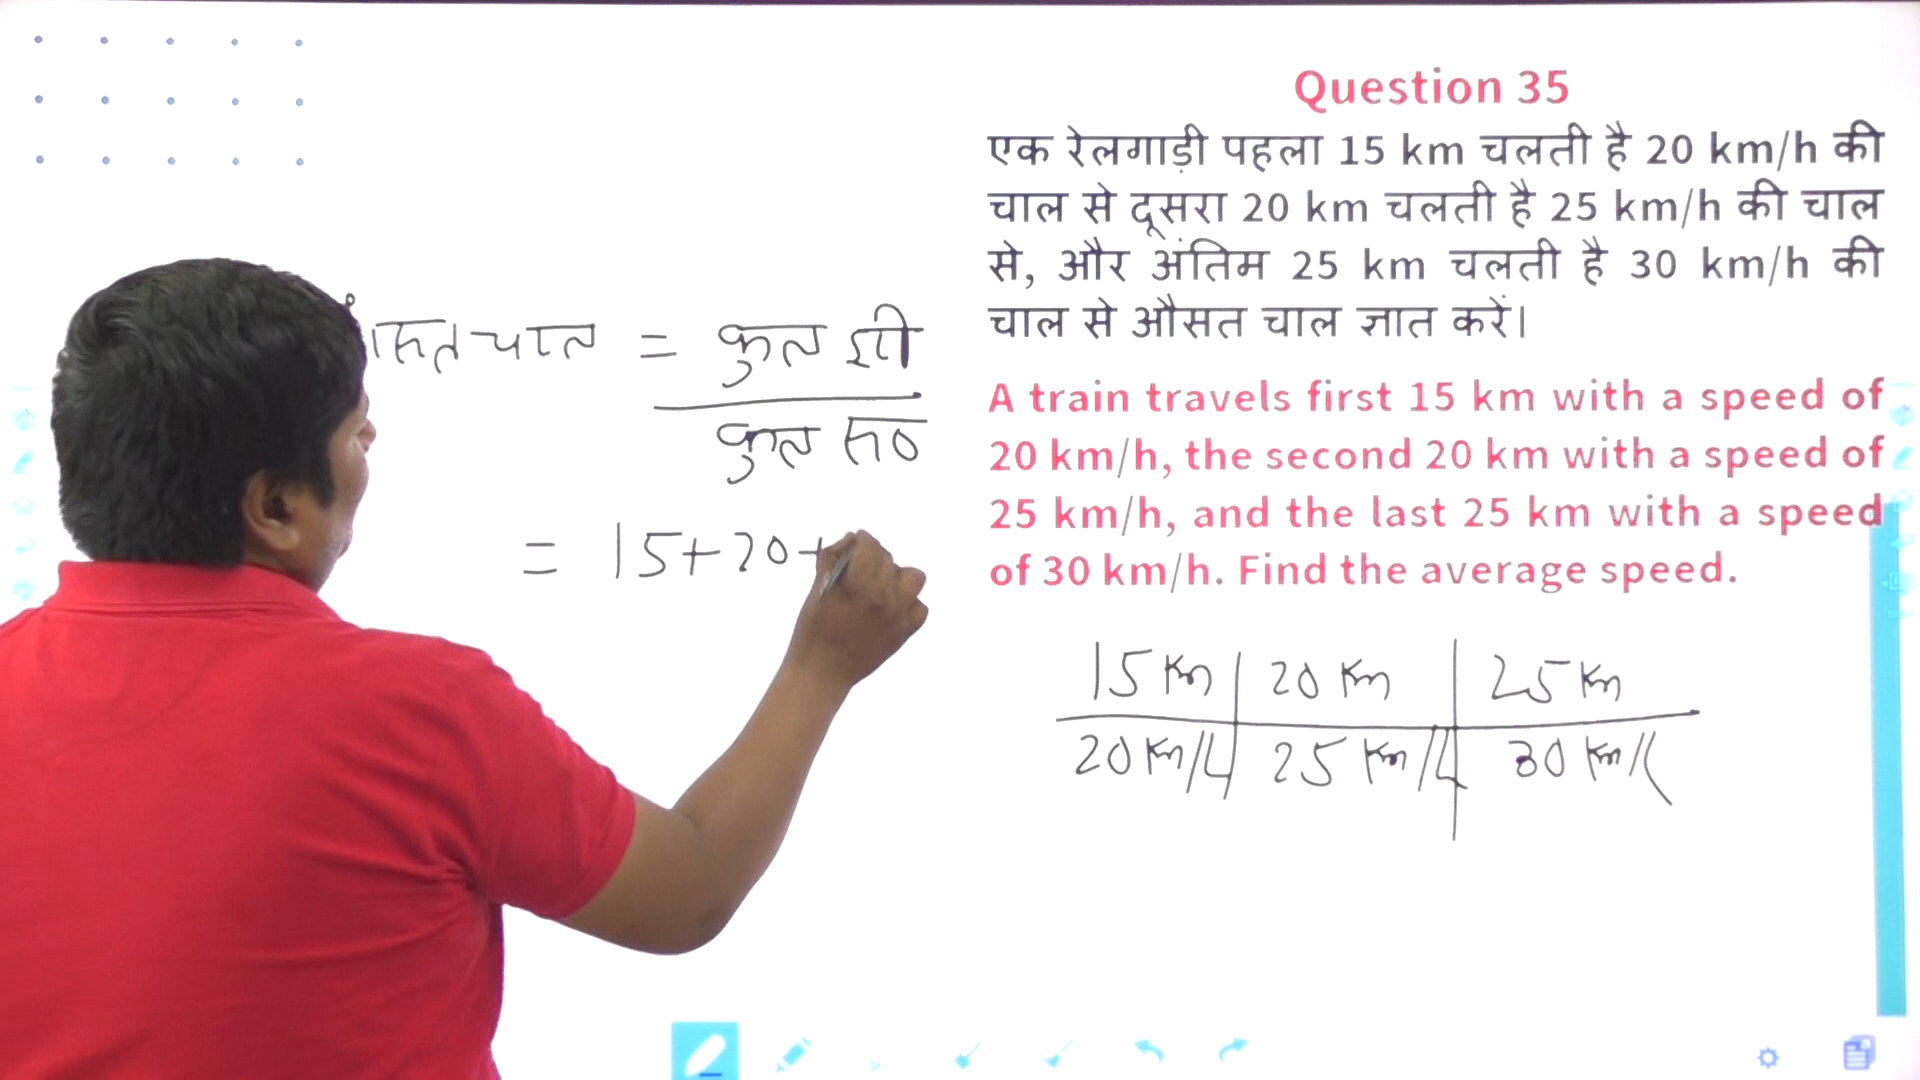 Question 35
एक रेलगाड़ी पहला 15 km चलती है 20 km/h की
चाल से दूसरा 20 km चलती है 25 km/h की चाल
से, और अंतिम 25 km चलती है 30 km/h की
चाल से औसत चाल ज्ञात करें।
A train travels first 15 km with a speed of
20 km/h, the second 20 km with a speed of
25 km/h, and the last 25 km with a speed
of 30 km/h. Find the average speed.
15 Km 20 Km 25 Km
20 Km/h 25 Km/h 30 Km/
चाल = कुल
कुल स०
= 15+20+